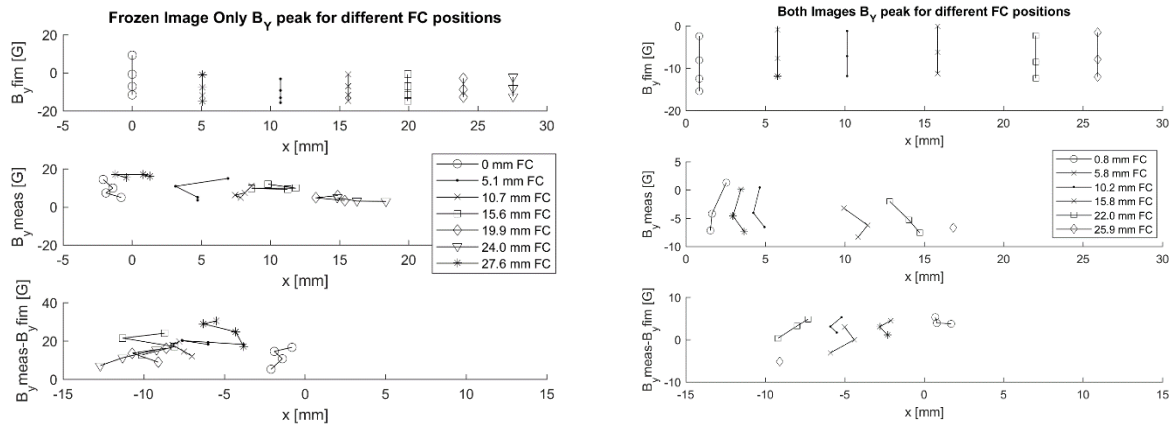 Frozen Image Only B_Y peak for different FC positions
B_y fim [G]
20
0
-20
-5 0 5 10 15 20 25 30
x [mm]
B_y meas [G]
20
0
20
-5 0 5 10 15 20
x [mm]
0 mm FC
5.1 mm FC
10.7 mm FC
15.6 mm FC
19.9 mm FC
24.0 mm FC
27.6 mm FC
B_y meas-B_y fim [G]
40
20
0
-15 -10 -5 0 5 10 15
x [mm]
Both Images B_Y peak for different FC positions
B_y fim [G]
0
-10
-20
0 5 10 15 20 25 30
x [mm]
B_y meas [G]
5
0
-5
-10
0 5 10 15 20 25 30
x [mm]
0.8 mm FC
5.8 mm FC
10.2 mm FC
15.8 mm FC
22.0 mm FC
25.9 mm FC
B_y meas-B_y fim [G]
10
0
-10
-15 -10 -5 0 5 10 15
x [mm]